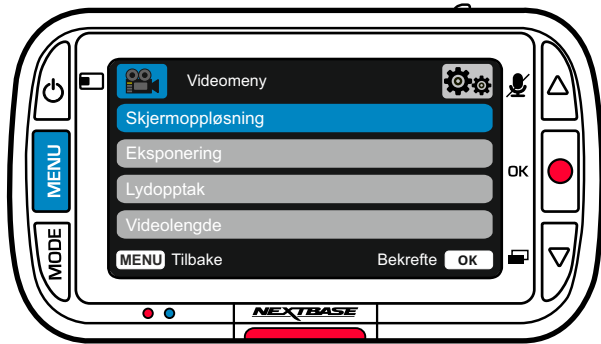 Videomeny
Skjermoppløsning
Eksponering
Lydopptak
Videolengde
MENU Tilbake Bekrefte OK
MENU
MODE
OK
NEXTBASE